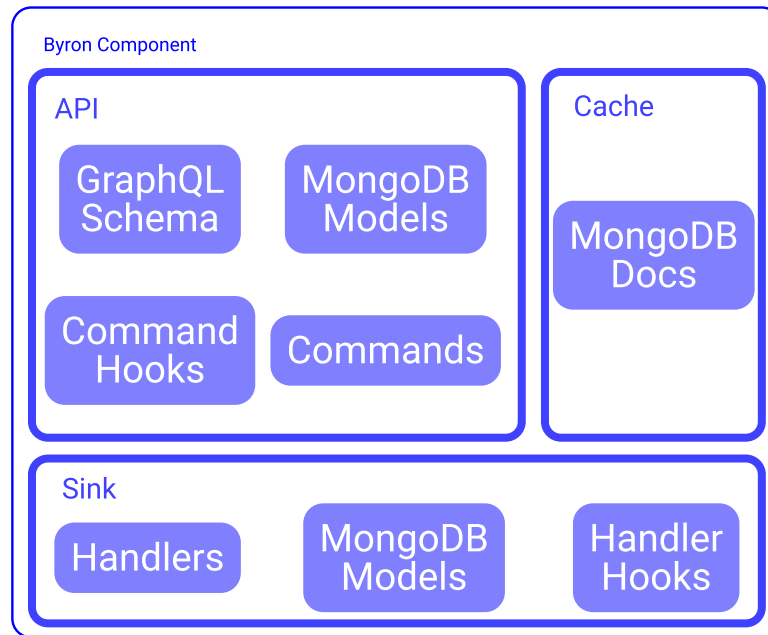 Byron Component
API
GraphQL
Schema
MongoDB
Models
Command
Hooks
Commands
Cache
MongoDB
Docs
Sink
Handlers
MongoDB
Models
Handler
Hooks